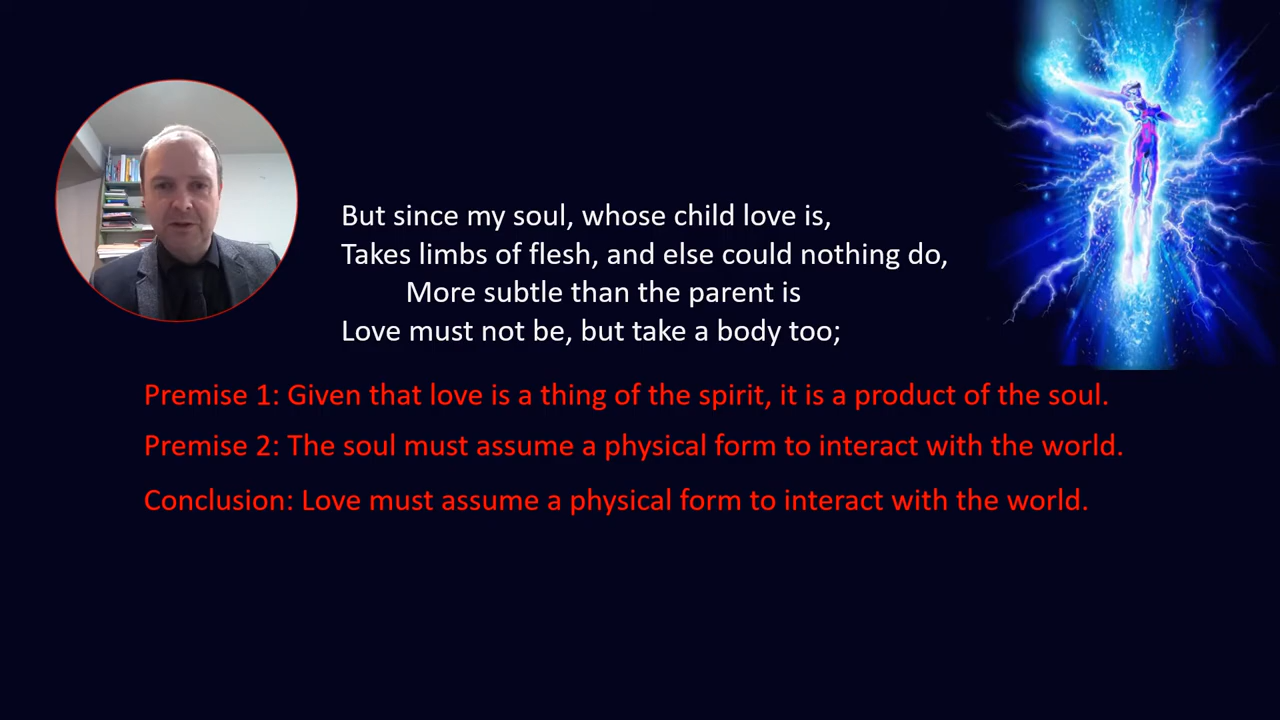 But since my soul, whose child love is,
Takes limbs of flesh, and else could nothing do,
More subtle than the parent is
Love must not be, but take a body too;
Premise 1: Given that love is a thing of the spirit, it is a product of the soul.
Premise 2: The soul must assume a physical form to interact with the world.
Conclusion: Love must assume a physical form to interact with the world.